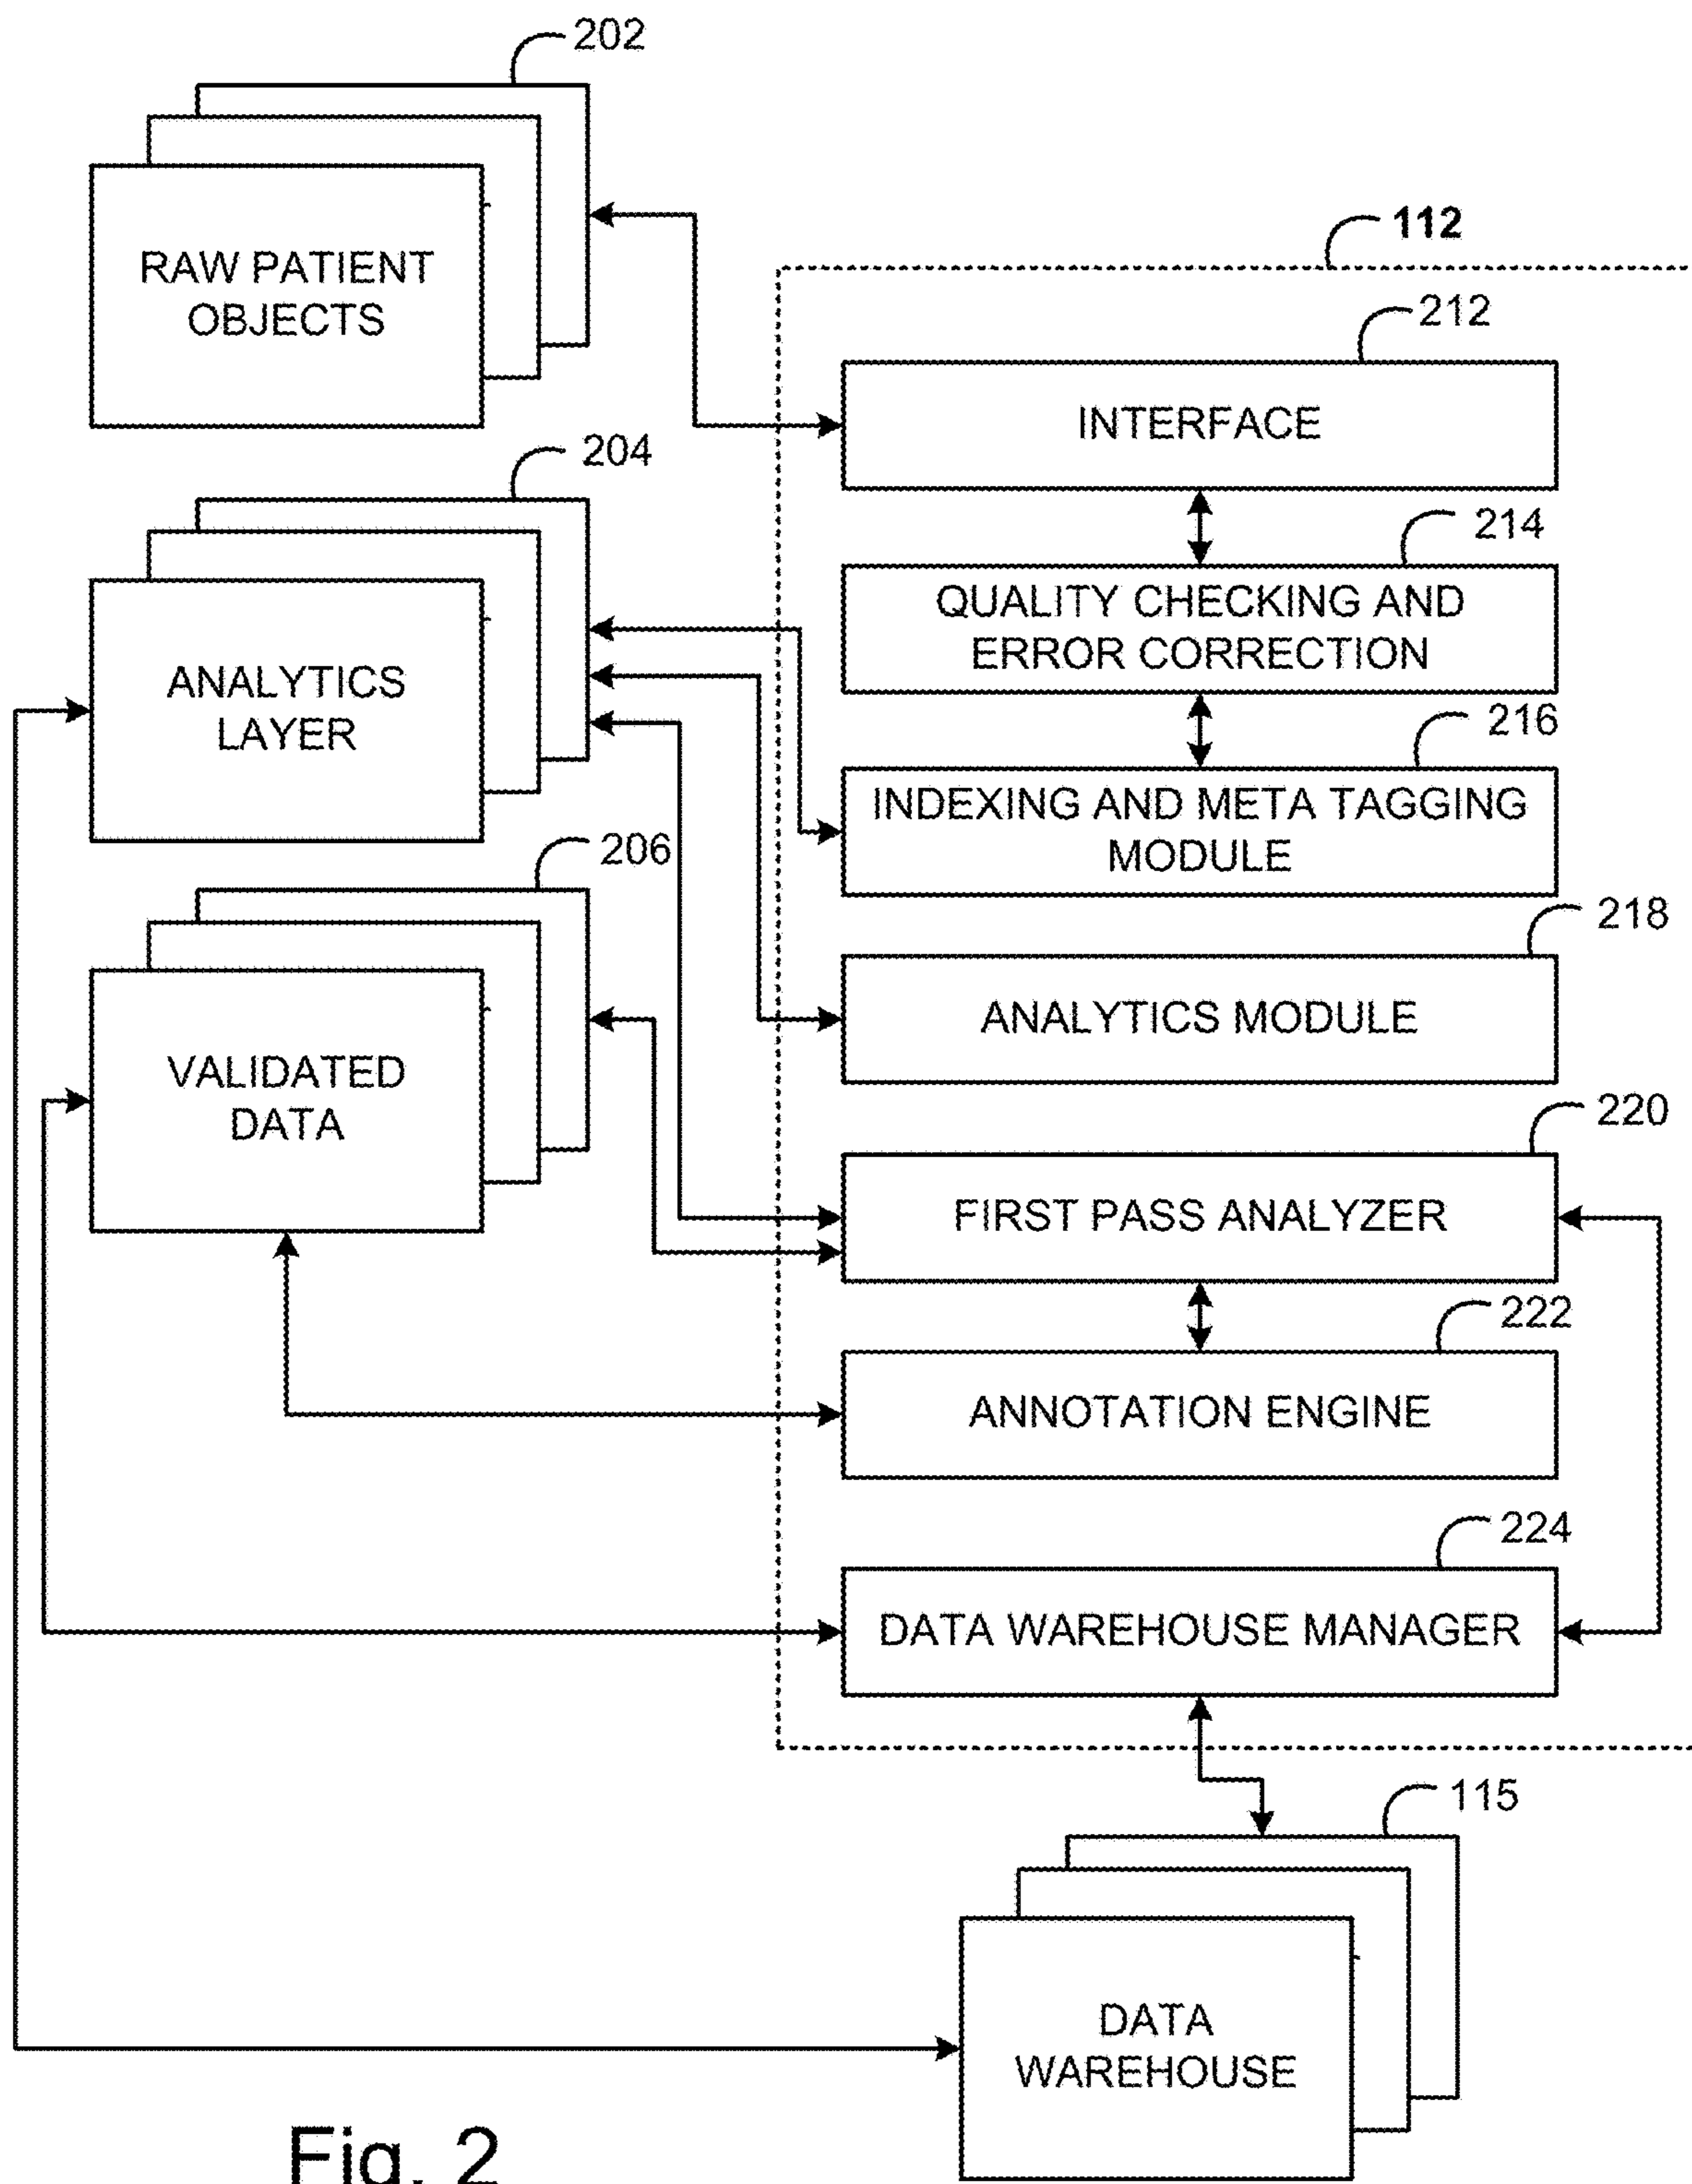 202
RAW PATIENT
OBJECTS
112
212
INTERFACE
204
214
QUALITY CHECKING AND
ERROR CORRECTION
ANALYTICS
LAYER
216
INDEXING AND META TAGGING
MODULE
206
218
ANALYTICS MODULE
VALIDATED
DATA
220
FIRST PASS ANALYZER
222
ANNOTATION ENGINE
224
DATA WAREHOUSE MANAGER
115
DATA
WAREHOUSE
Fig. 2